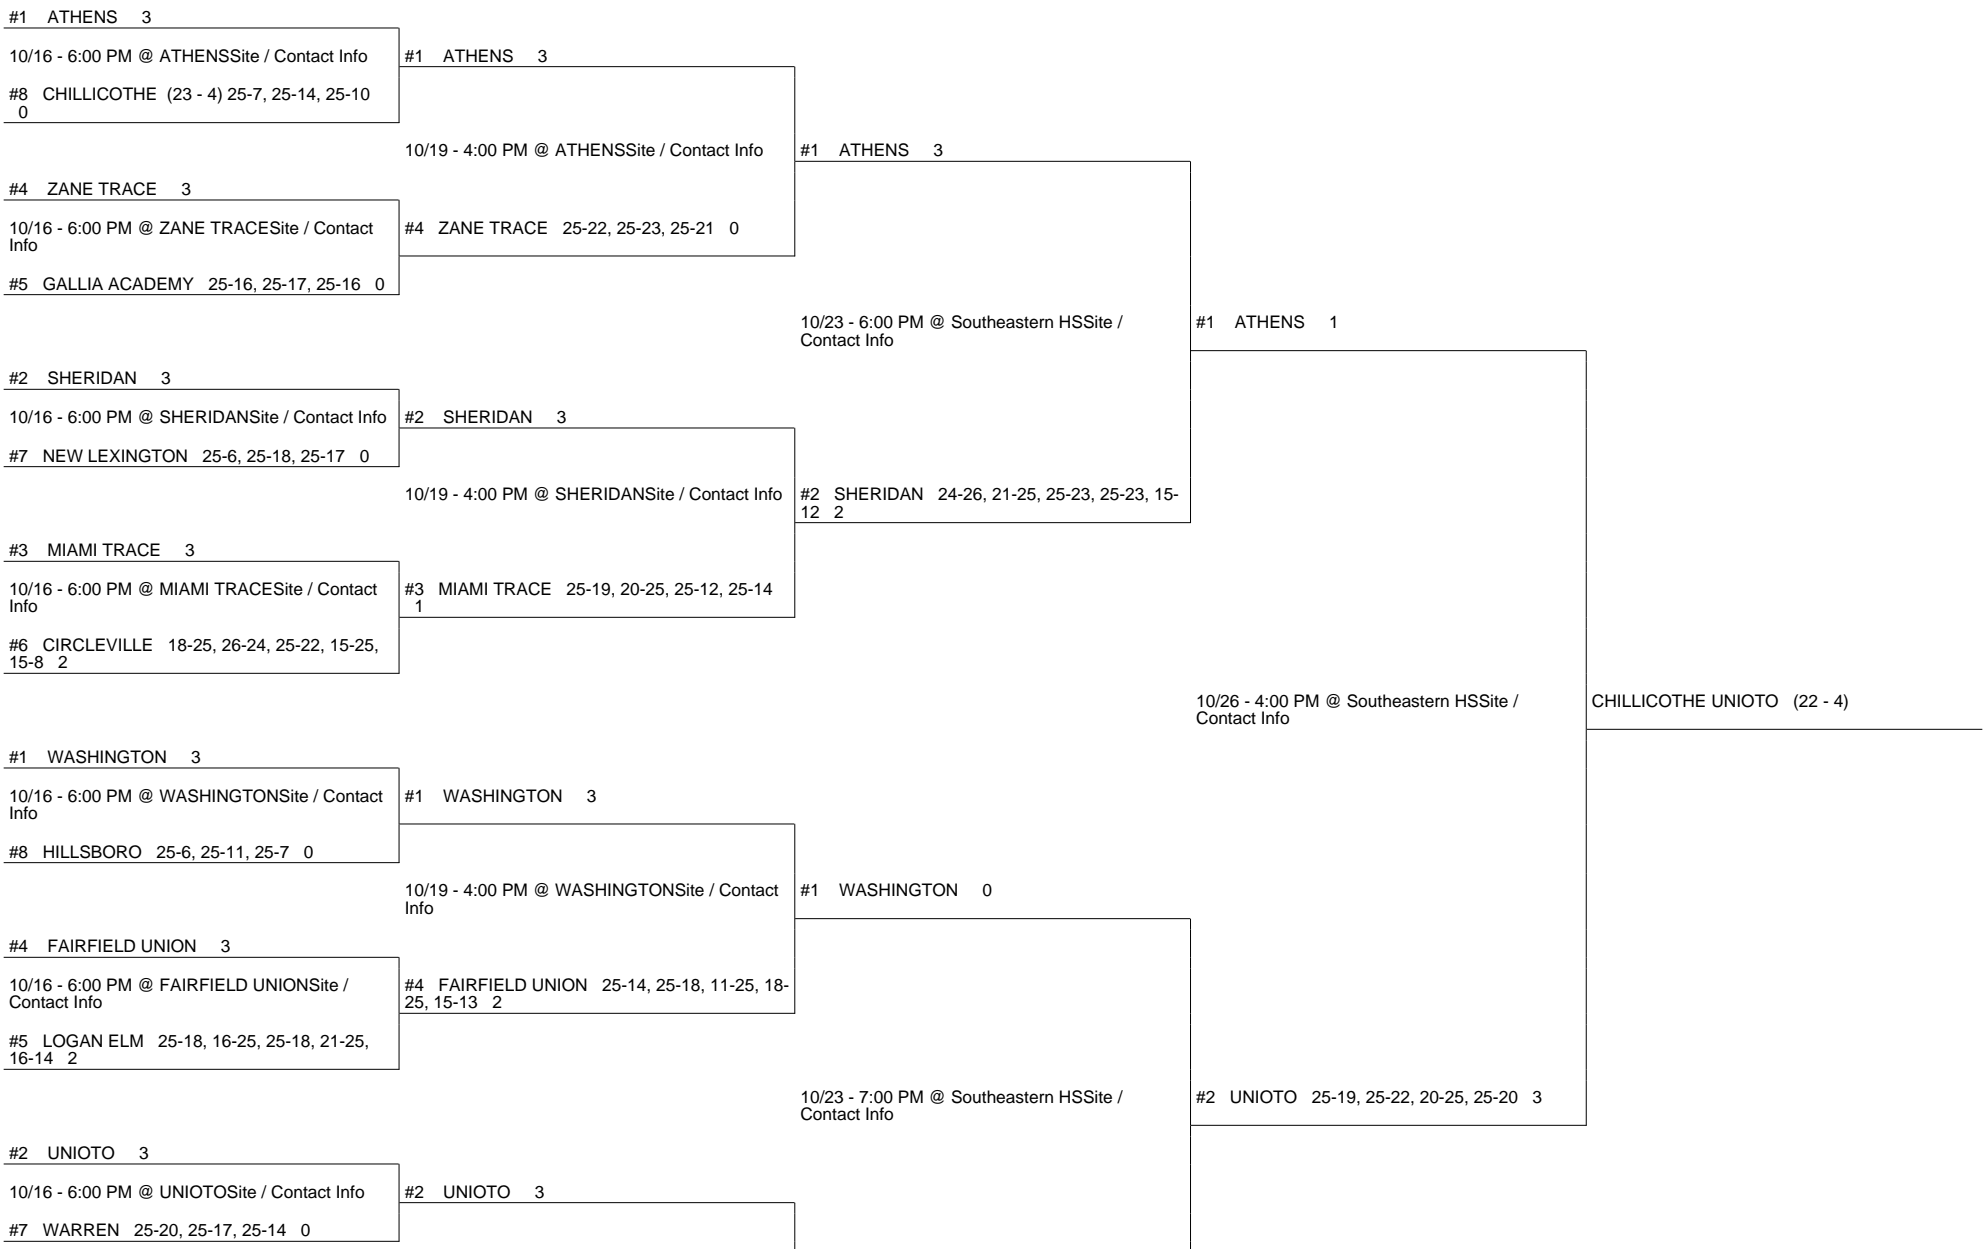 #1 ATHENS 3
10/16 - 6:00 PM @ ATHENSSite / Contact Info
#8 CHILLICOTHE (23 - 4) 25-7, 25-14, 25-10
0
#1 ATHENS 3
10/19 - 4:00 PM @ ATHENSSite / Contact Info
#1 ATHENS 3
#4 ZANE TRACE 3
10/16 - 6:00 PM @ ZANE TRACESite / Contact
Info
#5 GALLIA ACADEMY 25-16, 25-17, 25-16 0
#4 ZANE TRACE 25-22, 25-23, 25-21 0
10/23 - 6:00 PM @ Southeastern HSSite /
Contact Info
#1 ATHENS 1
#2 SHERIDAN 3
10/16 - 6:00 PM @ SHERIDANSite / Contact Info
#7 NEW LEXINGTON 25-6, 25-18, 25-17 0
#2 SHERIDAN 3
10/19 - 4:00 PM @ SHERIDANSite / Contact Info
#2 SHERIDAN 24-26, 21-25, 25-23, 25-23, 15-
12 2
#3 MIAMI TRACE 3
10/16 - 6:00 PM @ MIAMI TRACESite / Contact
Info
#6 CIRCLEVILLE 18-25, 26-24, 25-22, 15-25,
15-8 2
#3 MIAMI TRACE 25-19, 20-25, 25-12, 25-14
1
10/26 - 4:00 PM @ Southeastern HSSite /
Contact Info
CHILLICOTHE UNIOTO (22 - 4)
#1 WASHINGTON 3
10/16 - 6:00 PM @ WASHINGTONSite / Contact
Info
#8 HILLSBORO 25-6, 25-11, 25-7 0
#1 WASHINGTON 3
10/19 - 4:00 PM @ WASHINGTONSite / Contact
Info
#1 WASHINGTON 0
#4 FAIRFIELD UNION 3
10/16 - 6:00 PM @ FAIRFIELD UNIONSite /
Contact Info
#5 LOGAN ELM 25-18, 16-25, 25-18, 21-25,
16-14 2
#4 FAIRFIELD UNION 25-14, 25-18, 11-25, 18-
25, 15-13 2
10/23 - 7:00 PM @ Southeastern HSSite /
Contact Info
#2 UNIOTO 25-19, 25-22, 20-25, 25-20 3
#2 UNIOTO 3
10/16 - 6:00 PM @ UNIOTOSite / Contact Info
#7 WARREN 25-20, 25-17, 25-14 0
#2 UNIOTO 3